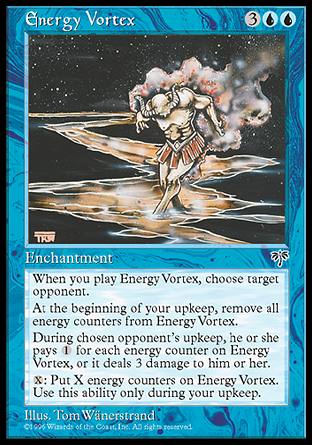 Energy Vortex 3
Enchantment
When you play Energy Vortex, choose target
opponent.
At the beginning of your upkeep, remove all
energy counters from Energy Vortex.
During chosen opponent's upkeep, he or she
pays 1 for each energy counter on Energy
Vortex, or it deals 3 damage to him or her.
X: Put X energy counters on Energy Vortex.
Use this ability only during your upkeep.
Illus. Tom Wänerstrand
© 1996 Wizards of the Coast, Inc. All rights reserved.